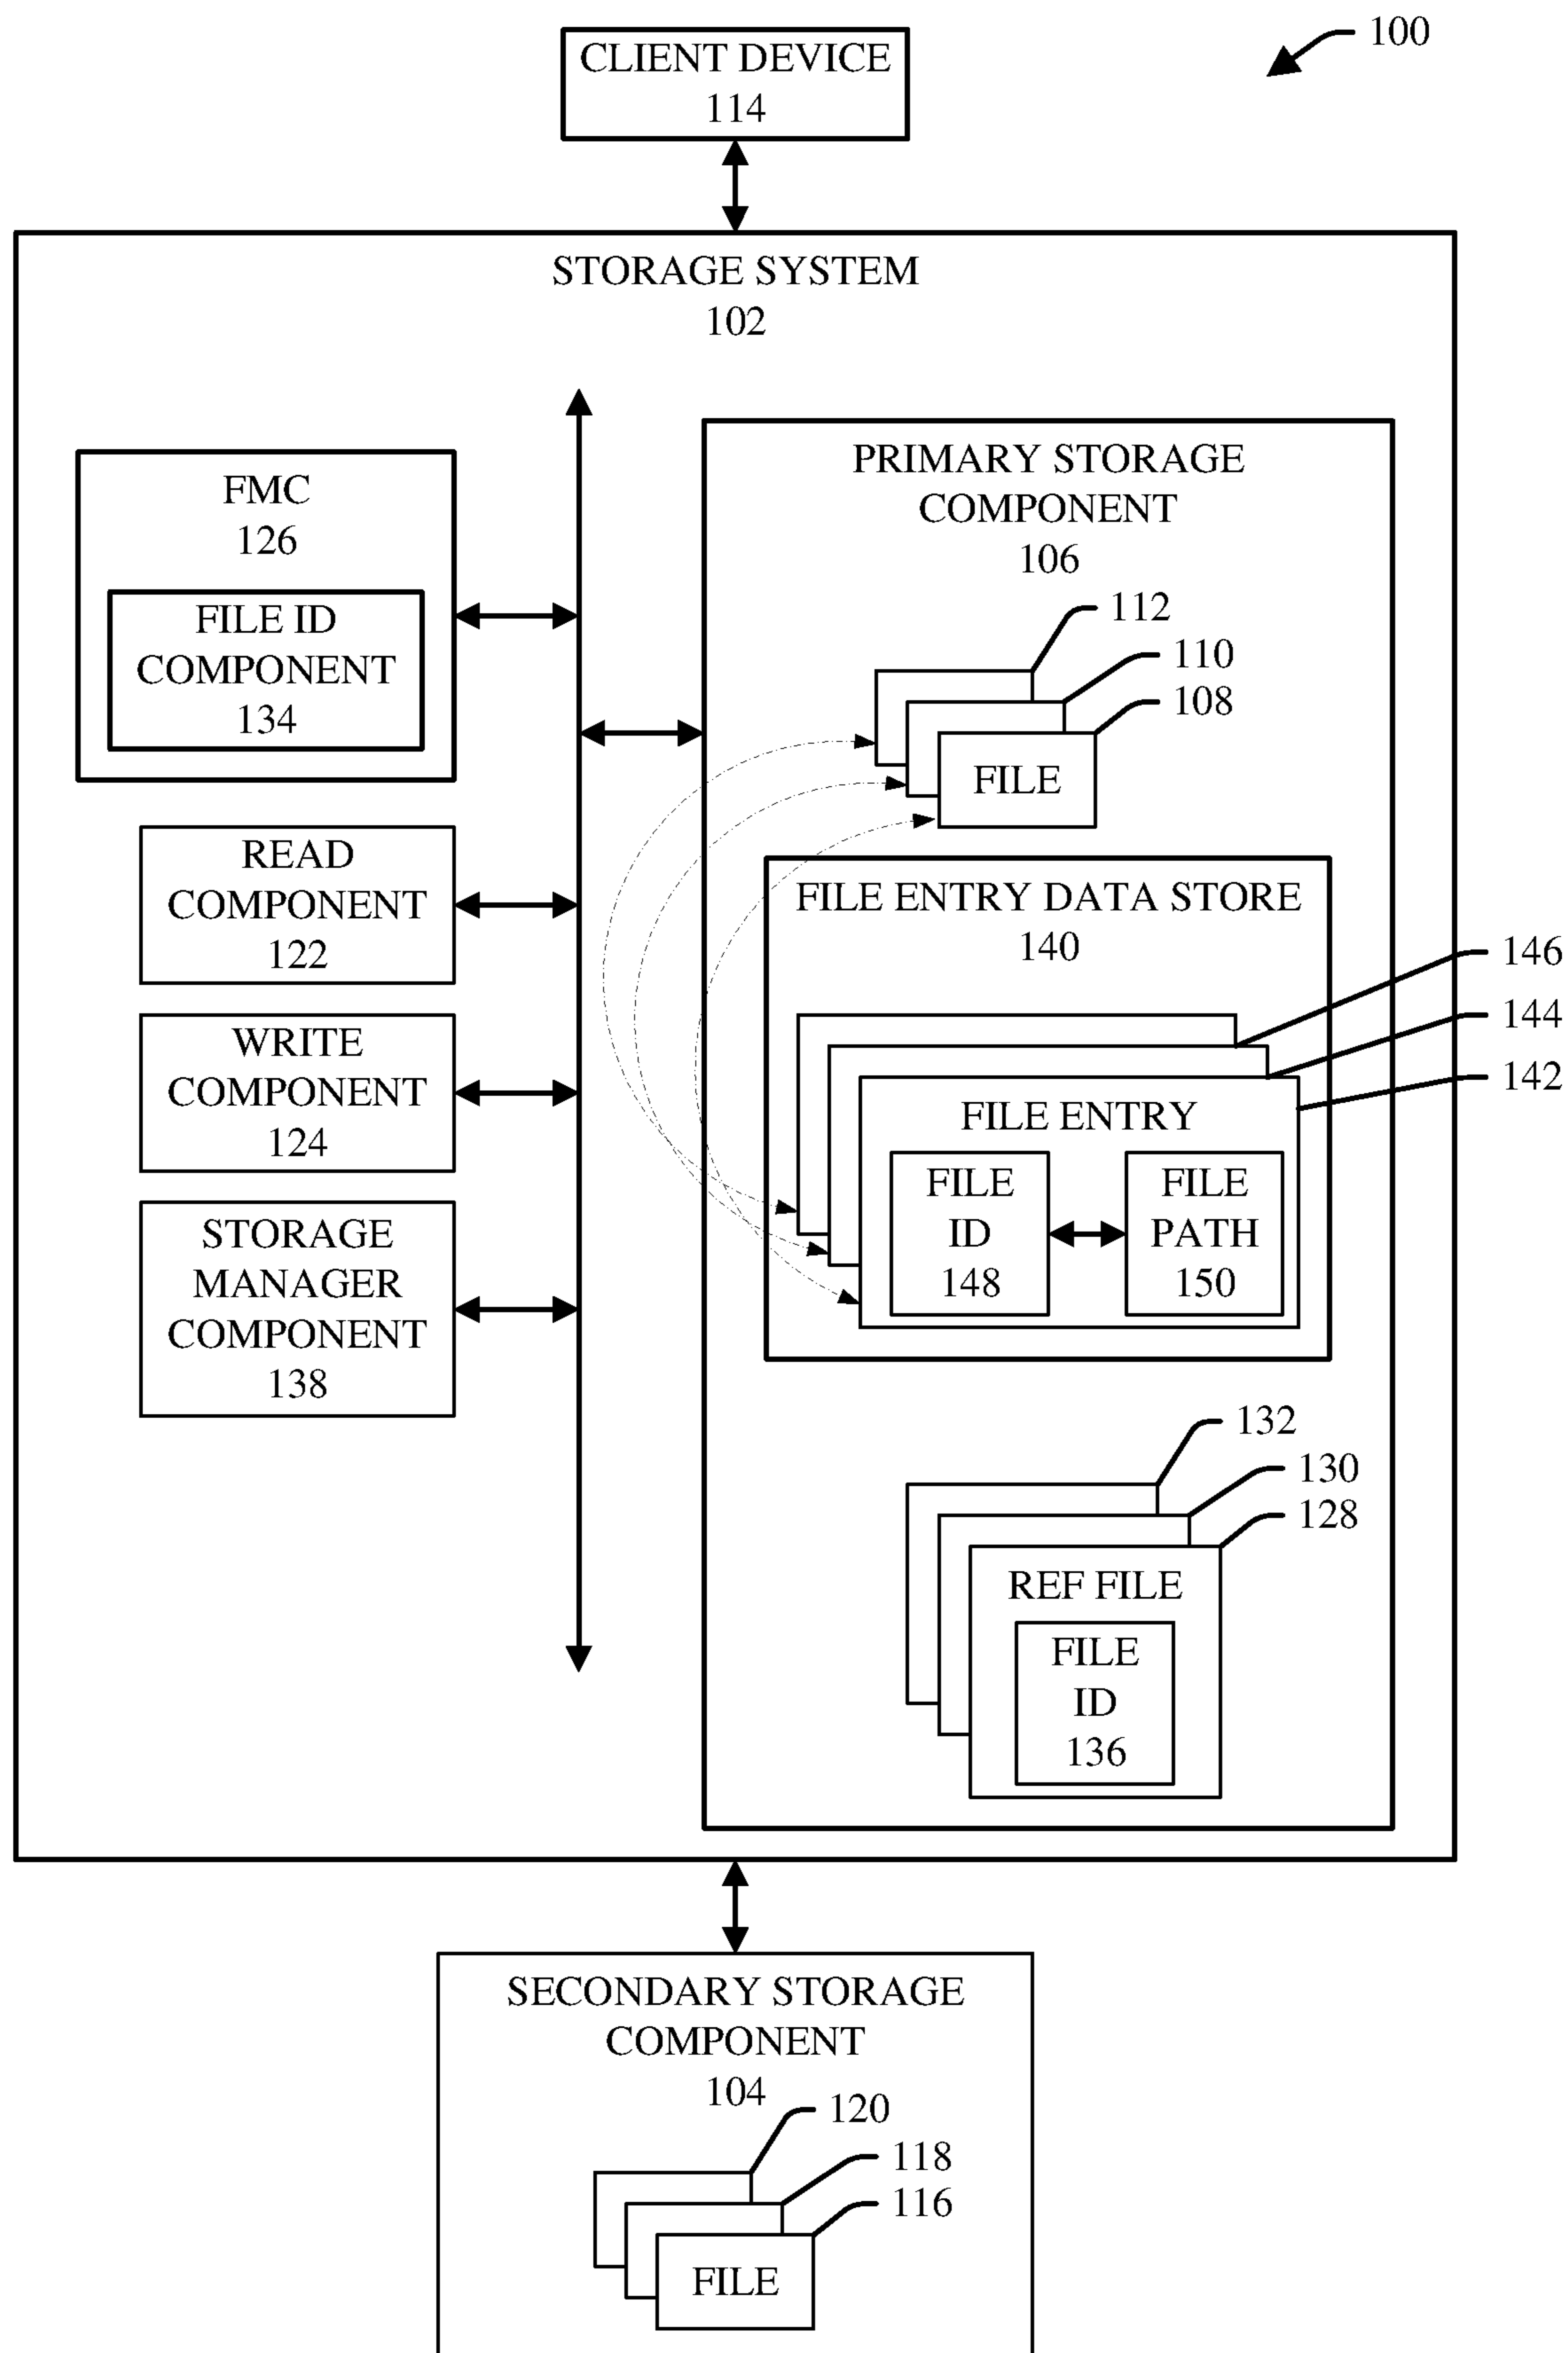 100
CLIENT DEVICE
114
STORAGE SYSTEM
102
FMC
126
FILE ID
COMPONENT
134
READ
COMPONENT
122
WRITE
COMPONENT
124
STORAGE
MANAGER
COMPONENT
138
PRIMARY STORAGE
COMPONENT
106
112
110
108
FILE
FILE ENTRY DATA STORE
140
146
144
142
FILE ENTRY
FILE
ID
148
FILE
PATH
150
132
130
128
REF FILE
FILE
ID
136
SECONDARY STORAGE
COMPONENT
104
120
118
116
FILE